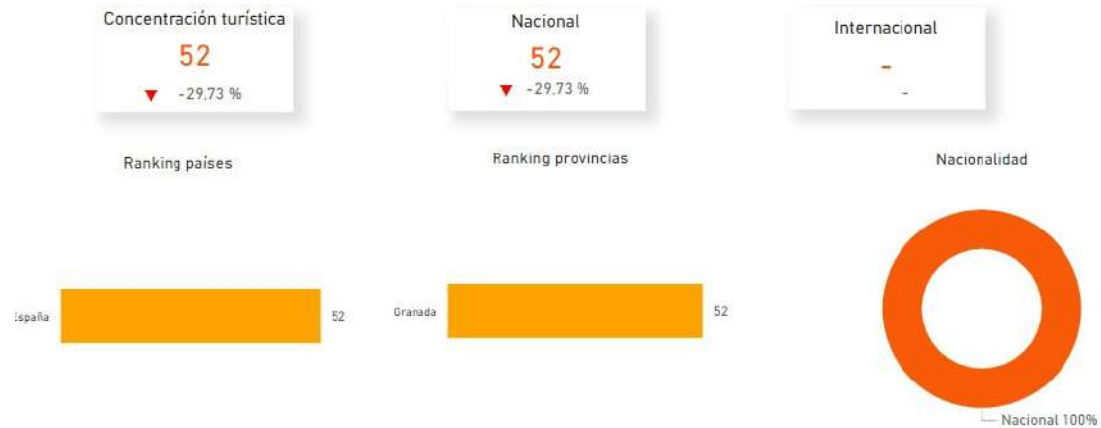 Concentración turística
52
▼ -29,73 %
Nacional
52
▼ -29,73 %
Internacional
-
-
Ranking países
Ranking provincias
Nacionalidad
España
52
Granada
52
Nacional 100%